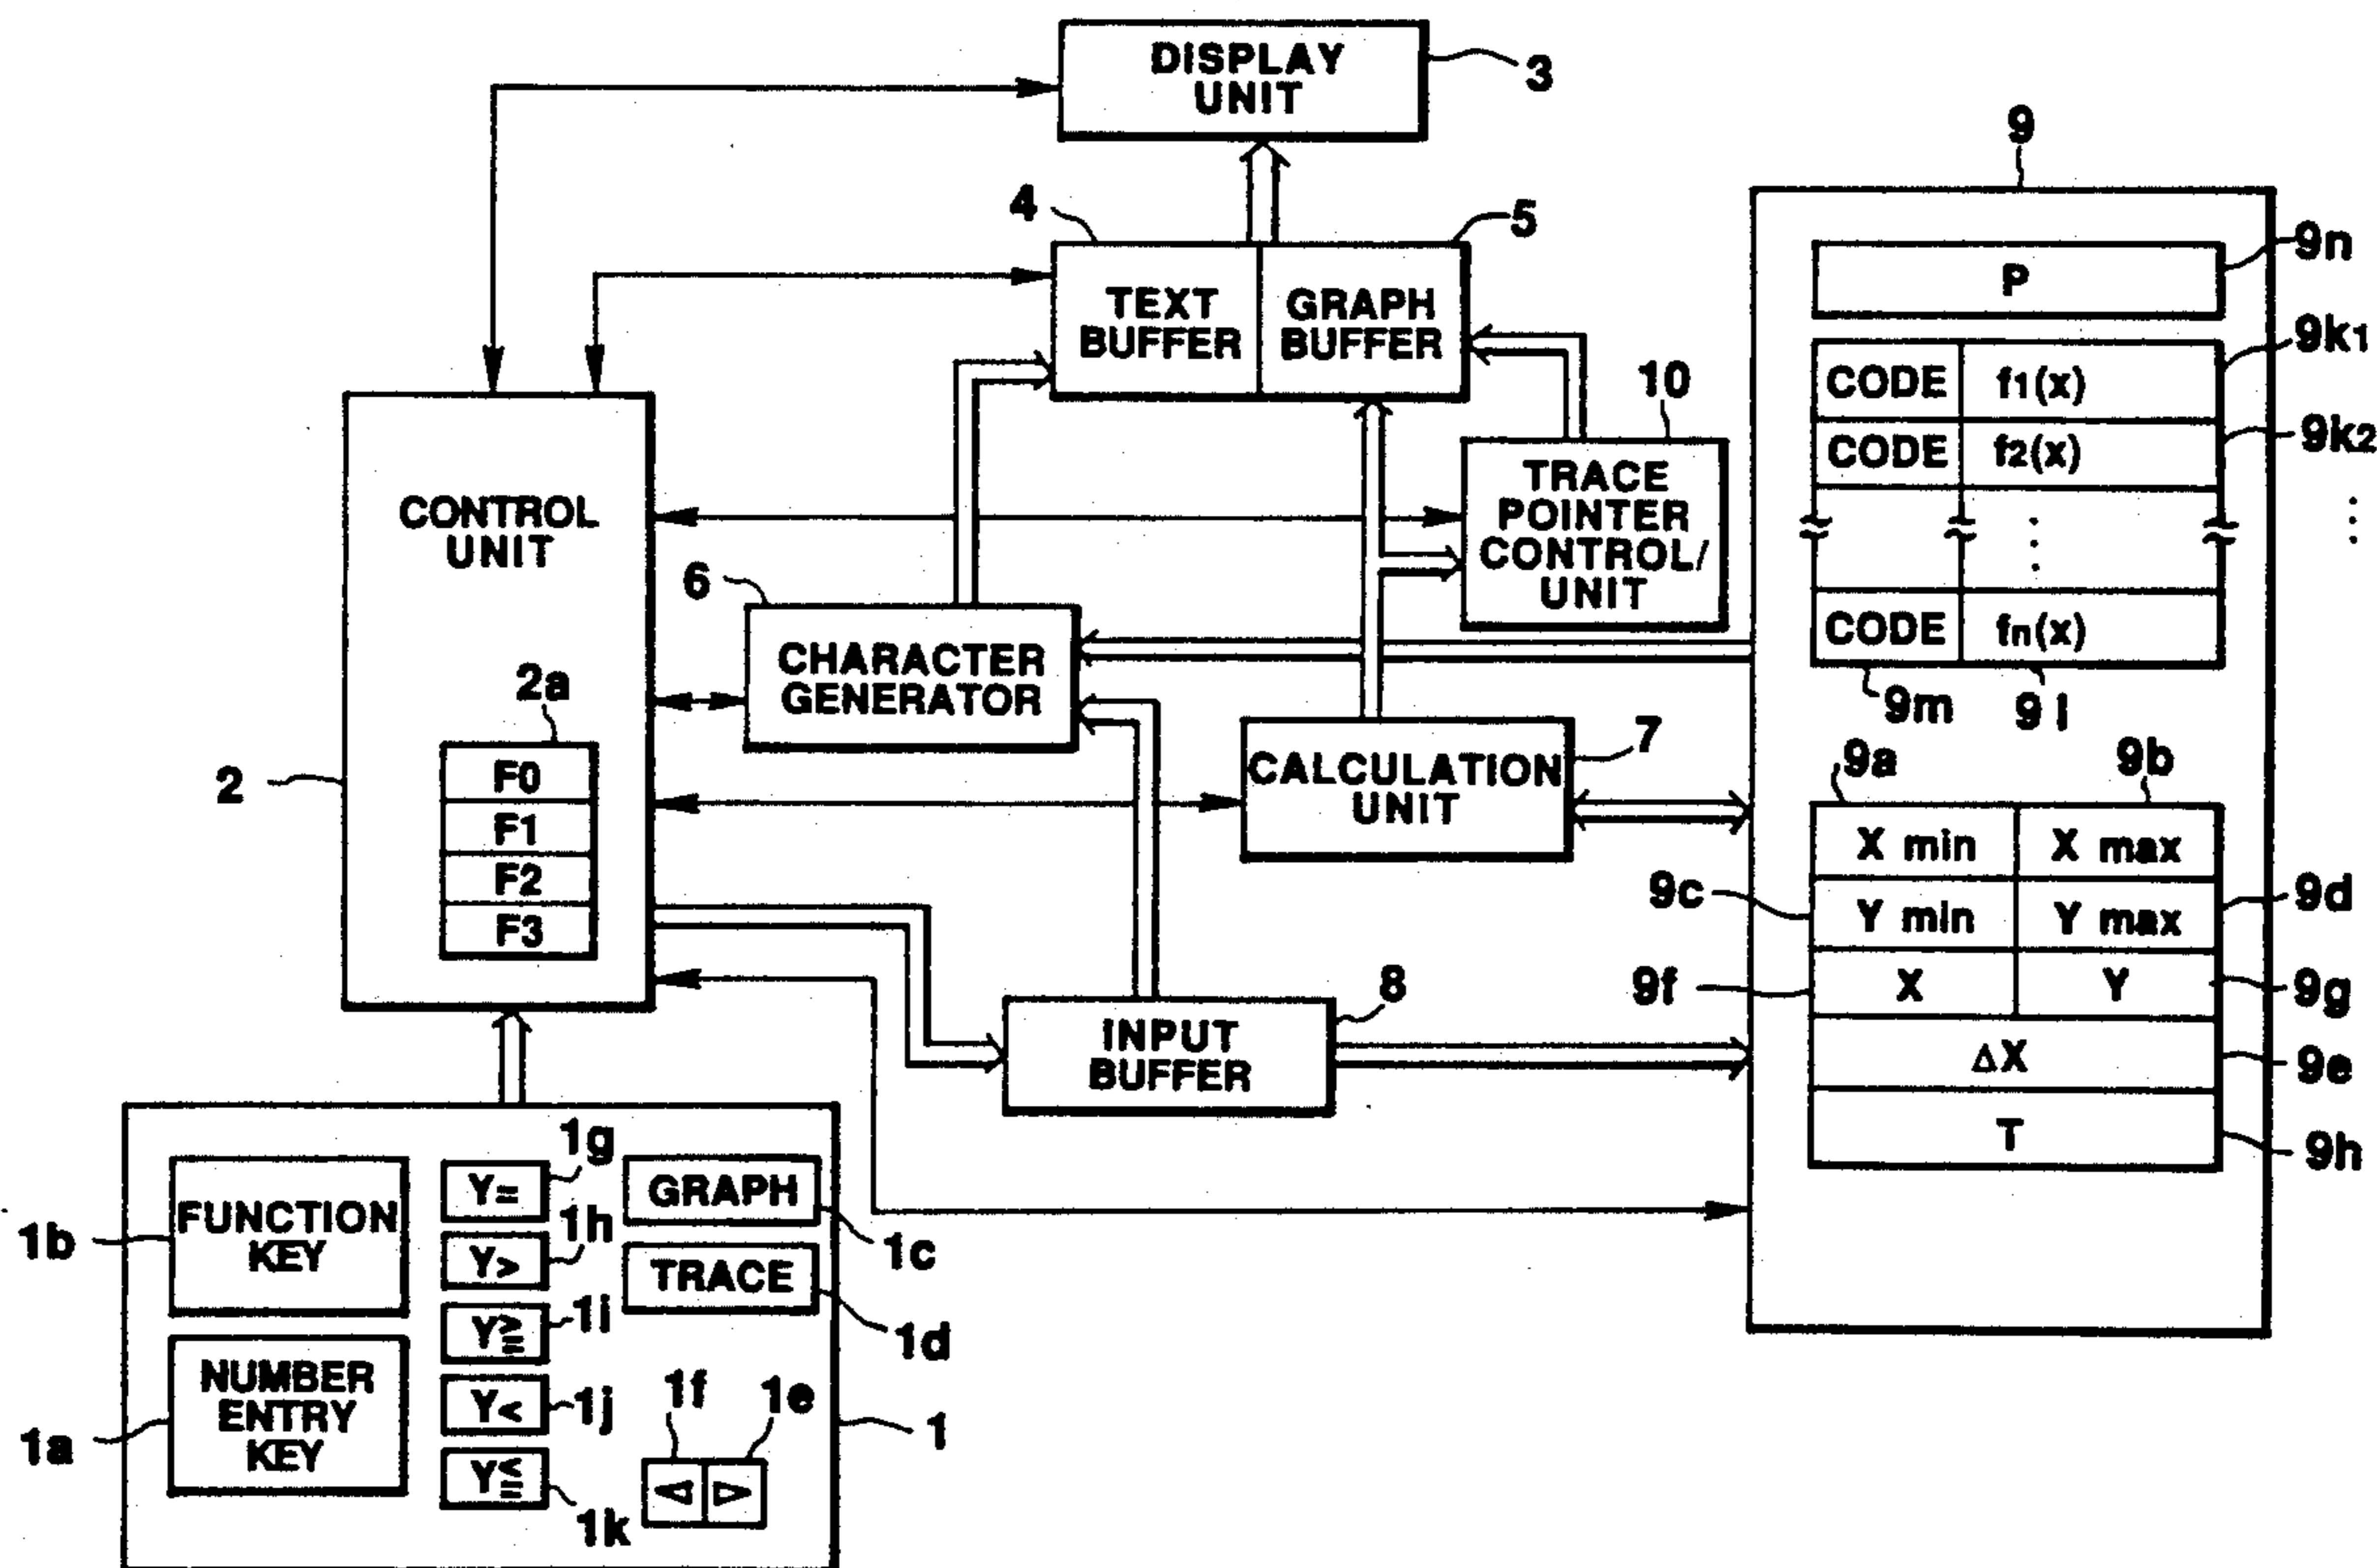 DISPLAY
UNIT
3
9
4
5
9n
P
TEXT
BUFFER
GRAPH
BUFFER
9k1
CODE
f1(x)
10
9k2
CODE
f2(x)
TRACE
POINTER
CONTROL/
UNIT
CONTROL
UNIT
6
CODE
fn(x)
CHARACTER
GENERATOR
2a
9m
9l
7
9a
9b
2
F0
F1
F2
F3
CALCULATION
UNIT
X min
X max
9c
9d
Y min
Y max
9f
X
Y
9g
8
INPUT
BUFFER
ΔX
9e
T
9h
1g
Y=
GRAPH
FUNCTION
KEY
1b
1h
1c
Y>
TRACE
1i
Y≧
1d
NUMBER
ENTRY
KEY
1a
1j
Y<
1f
1e
1
Y≦
1k
◁
▷